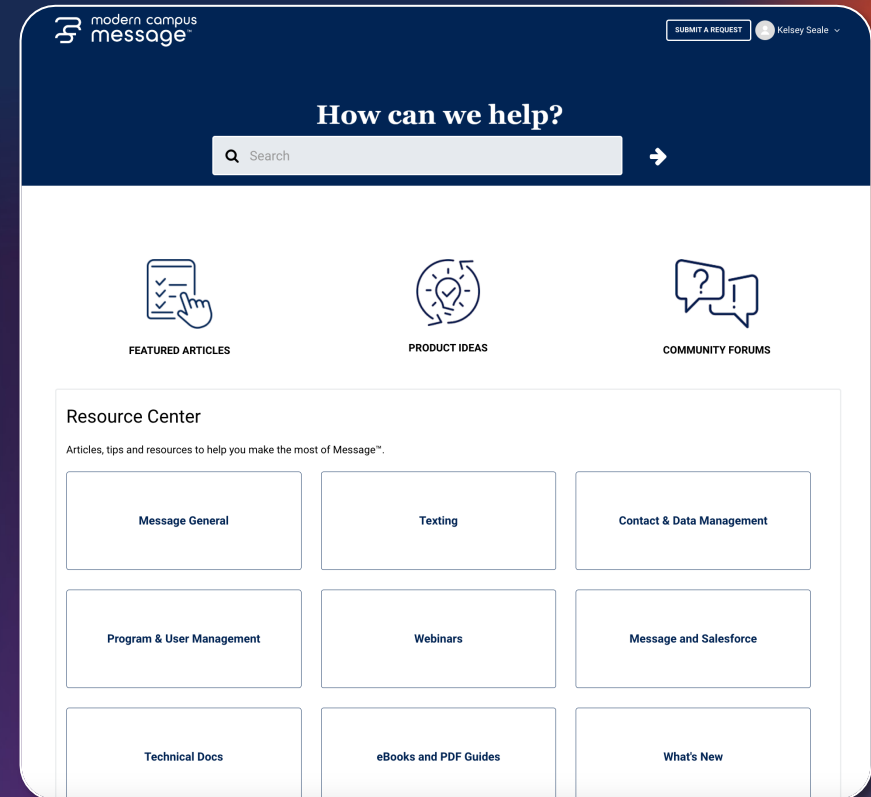 modern campus
message™
SUBMIT A REQUEST
Kelsey Seale
How can we help?
Search
?
!
FEATURED ARTICLES
PRODUCT IDEAS
COMMUNITY FORUMS
Resource Center
Articles, tips and resources to help you make the most of Message™.
Message General
Texting
Contact & Data Management
Program & User Management
Webinars
Message and Salesforce
Technical Docs
eBooks and PDF Guides
What's New